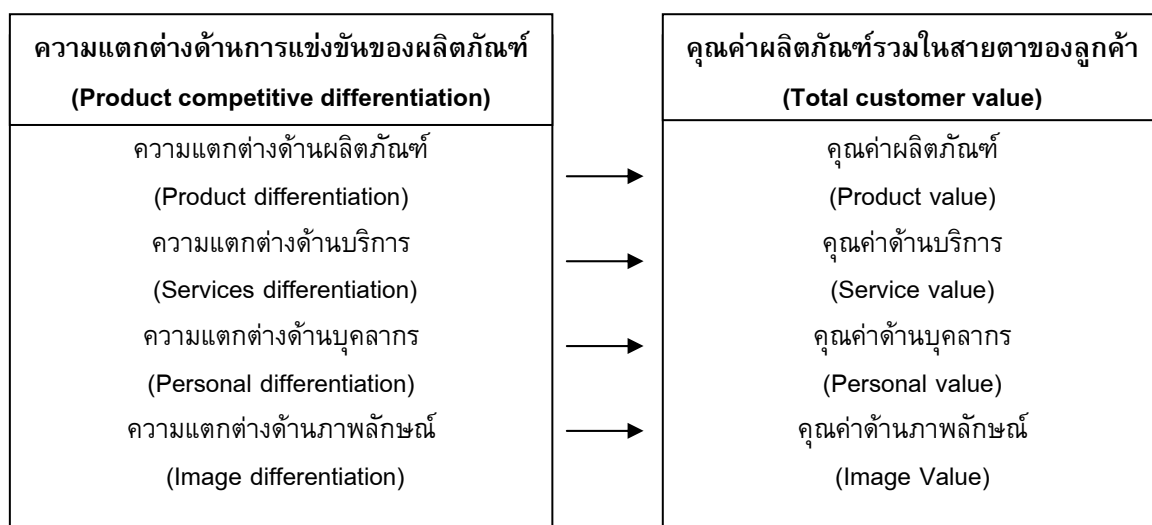 ความแตกต่างด้านการแข่งขันของผลิตภัณฑ์
(Product competitive differentiation)
ความแตกต่างด้านผลิตภัณฑ์
(Product differentiation)
ความแตกต่างด้านบริการ
(Services differentiation)
ความแตกต่างด้านบุคลากร
(Personal differentiation)
ความแตกต่างด้านภาพลักษณ์
(Image differentiation)
คุณค่าผลิตภัณฑ์รวมในสายตาของลูกค้า
(Total customer value)
คุณค่าผลิตภัณฑ์
(Product value)
คุณค่าด้านบริการ
(Service value)
คุณค่าด้านบุคลากร
(Personal value)
คุณค่าด้านภาพลักษณ์
(Image Value)